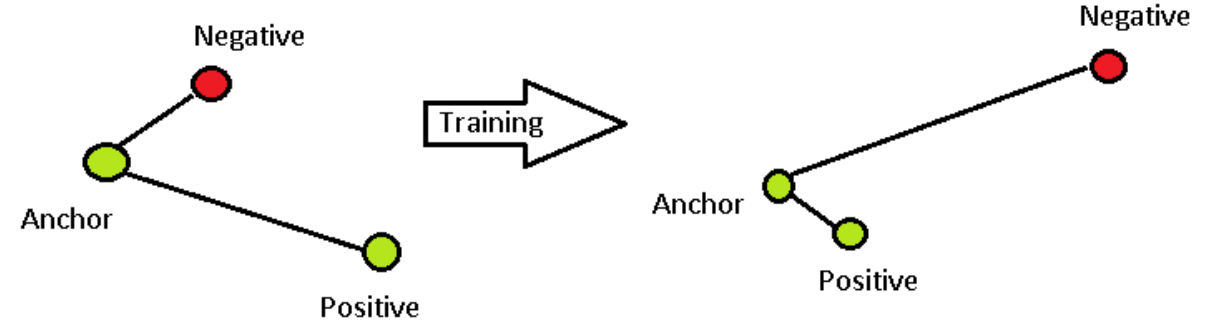 Negative
Anchor
Positive
Training
Negative
Anchor
Positive